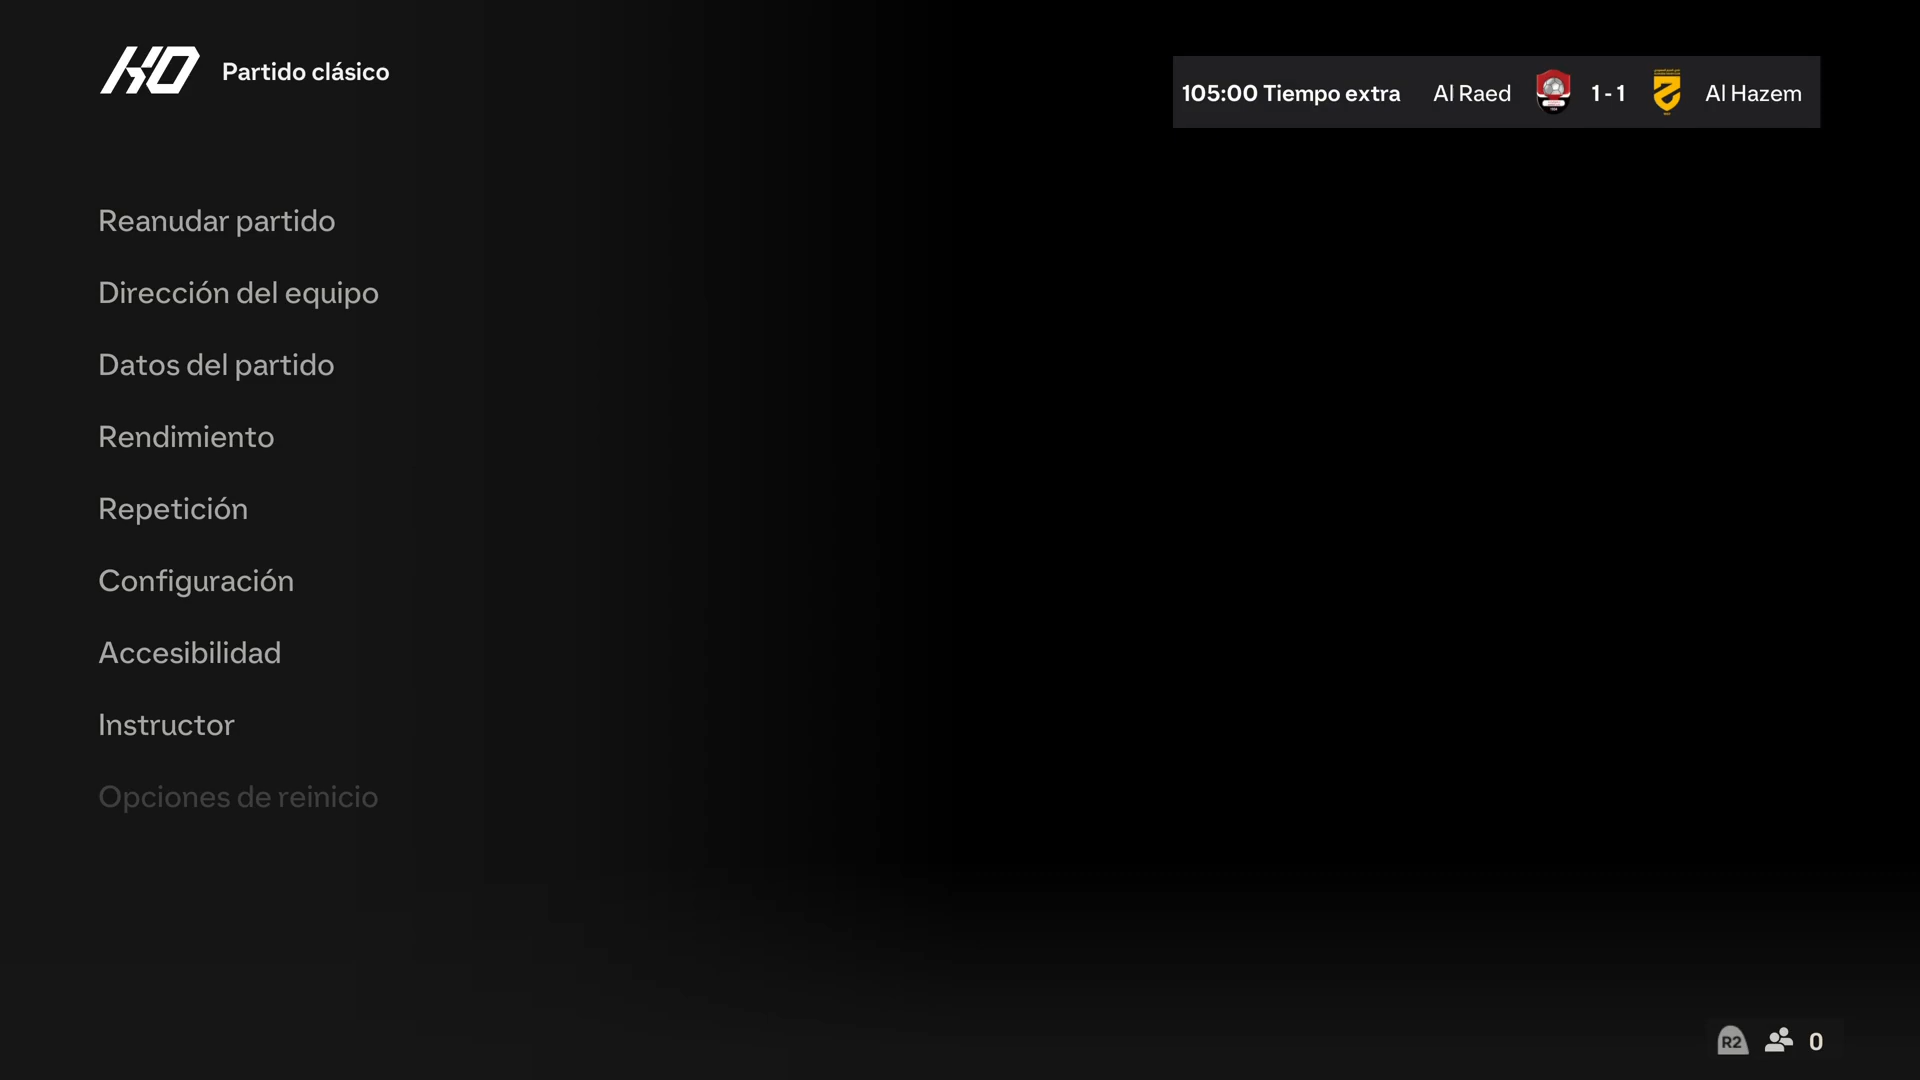 KO Partido clásico
105:00 Tiempo extra Al Raed 1 - 1 Al Hazem
Reanudar partido
Dirección del equipo
Datos del partido
Rendimiento
Repetición
Configuración
Accesibilidad
Instructor
Opciones de reinicio
R2 0